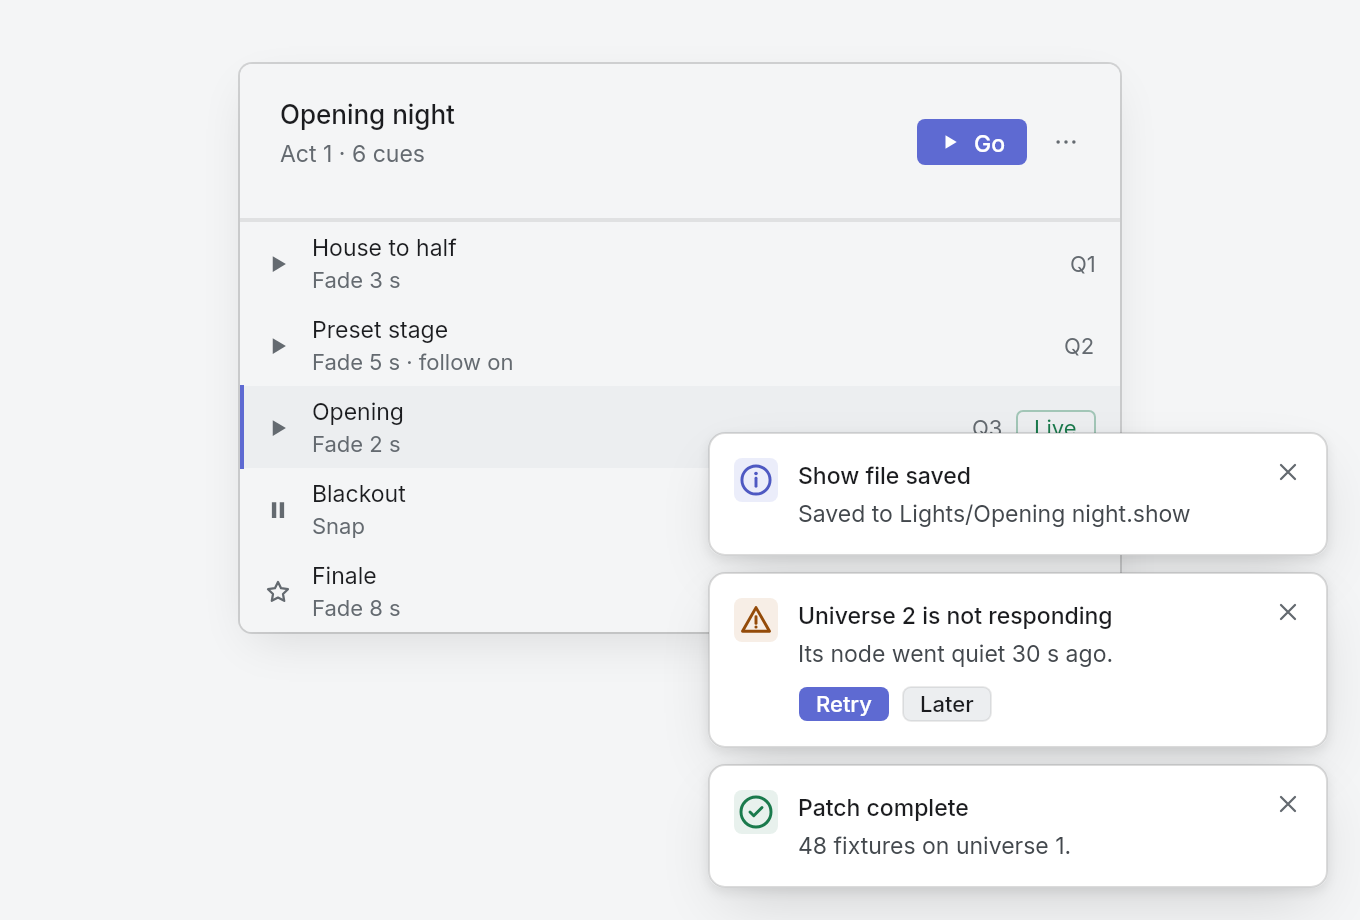 Opening night
Act 1 · 6 cues
Go
House to half
Fade 3 s
Q1
Preset stage
Fade 5 s · follow on
Q2
Opening
Fade 2 s
Q3
Live
Blackout
Snap
Finale
Fade 8 s
Show file saved
Saved to Lights/Opening night.show
Universe 2 is not responding
Its node went quiet 30 s ago.
Retry
Later
Patch complete
48 fixtures on universe 1.